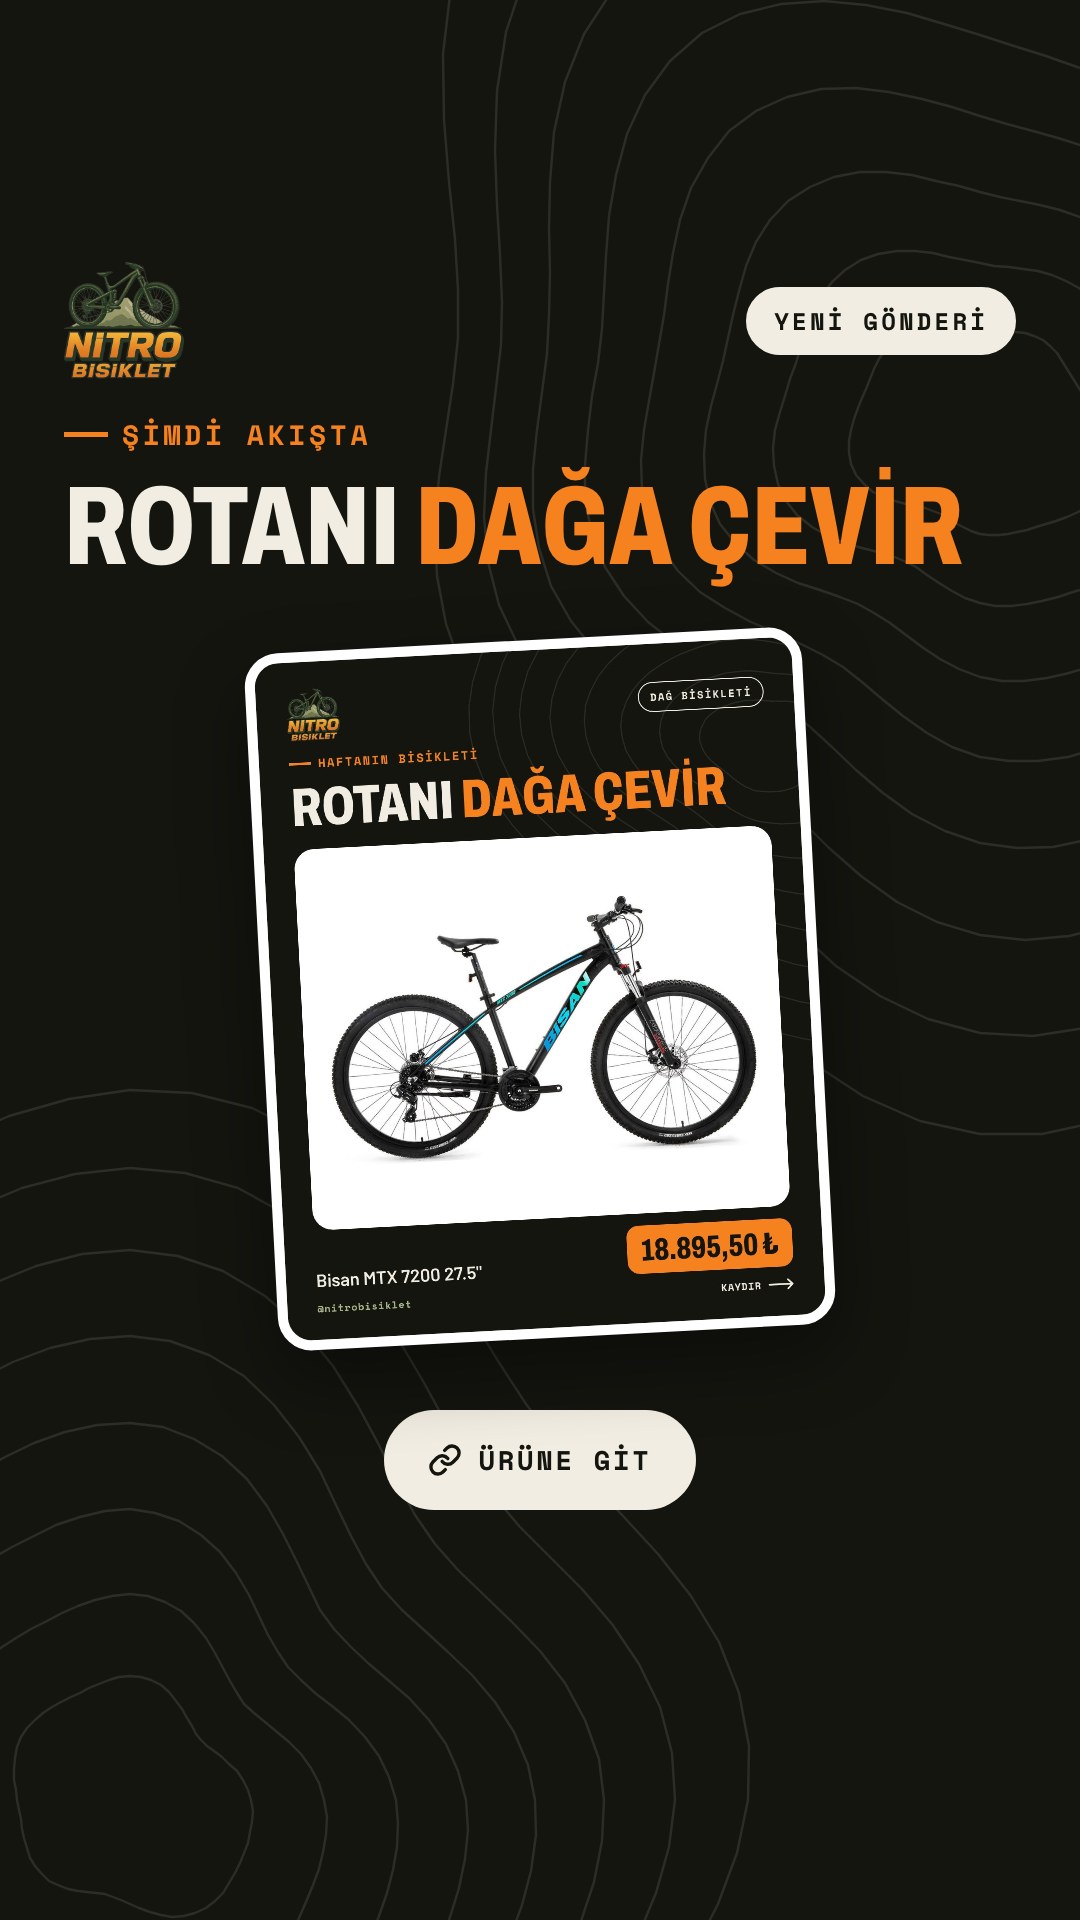 NiTRO
BiSiKLET
YENİ GÖNDERİ
ŞİMDİ AKIŞTA
ROTANI DAĞA ÇEVİR
NiTRO
BiSiKLET
DAĞ BİSİKLETİ
HAFTANIN BİSİKLETİ
ROTANI DAĞA ÇEVİR
BISAN
18.895,50 ₺
Bisan MTX 7200 27.5"
KAYDIR
@nitrobisiklet
ÜRÜNE GİT